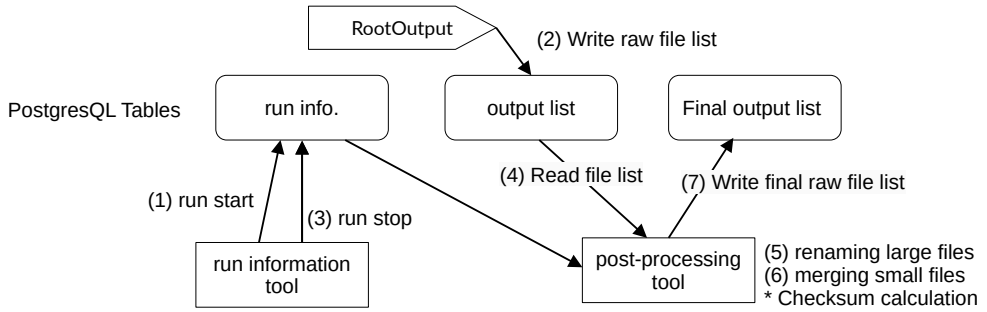 RootOutput
(2) Write raw file list
PostgresQL Tables
run info.
output list
Final output list
(1) run start
(3) run stop
(4) Read file list
(7) Write final raw file list
run information
tool
post-processing
tool
(5) renaming large files
(6) merging small files
* Checksum calculation